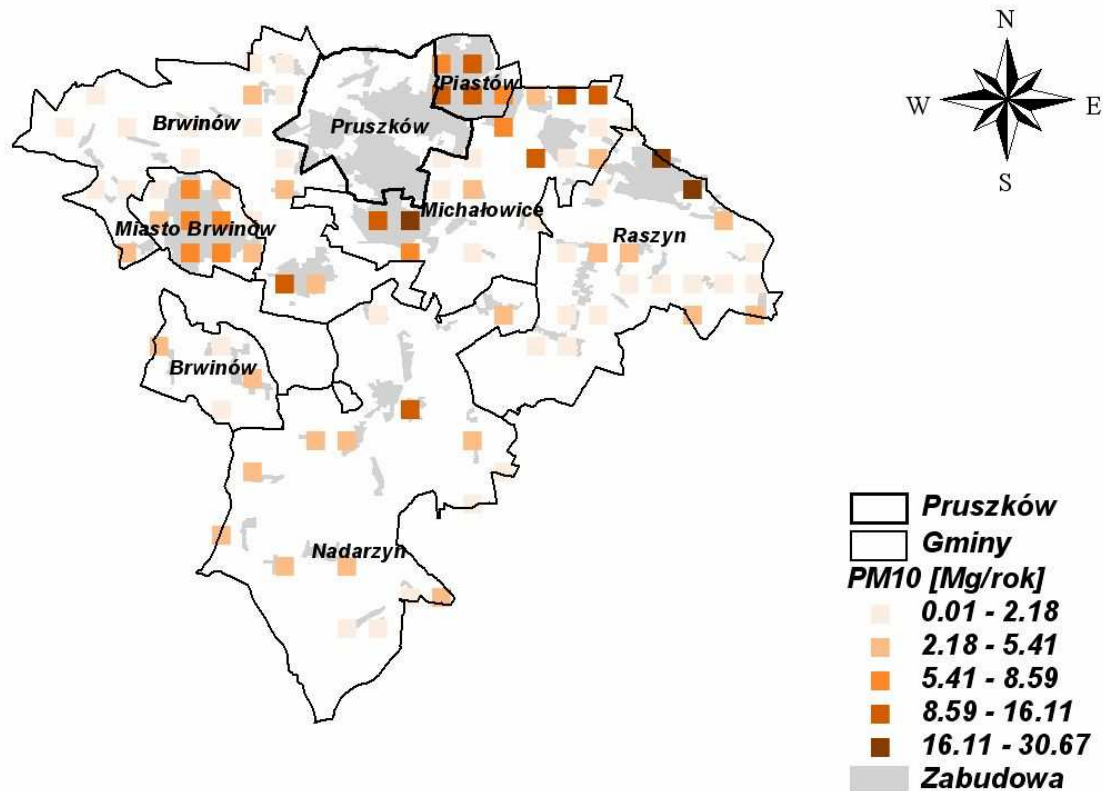 N
Piastów
W
E
Brwinów
Pruszków
S
Michałowice
Miasto Brwinów
Raszyn
Brwinów
Nadarzyn
Pruszków
Gminy
PM10 [Mg/rok]
0.01 - 2.18
2.18 - 5.41
5.41 - 8.59
8.59 - 16.11
16.11 - 30.67
Zabudowa